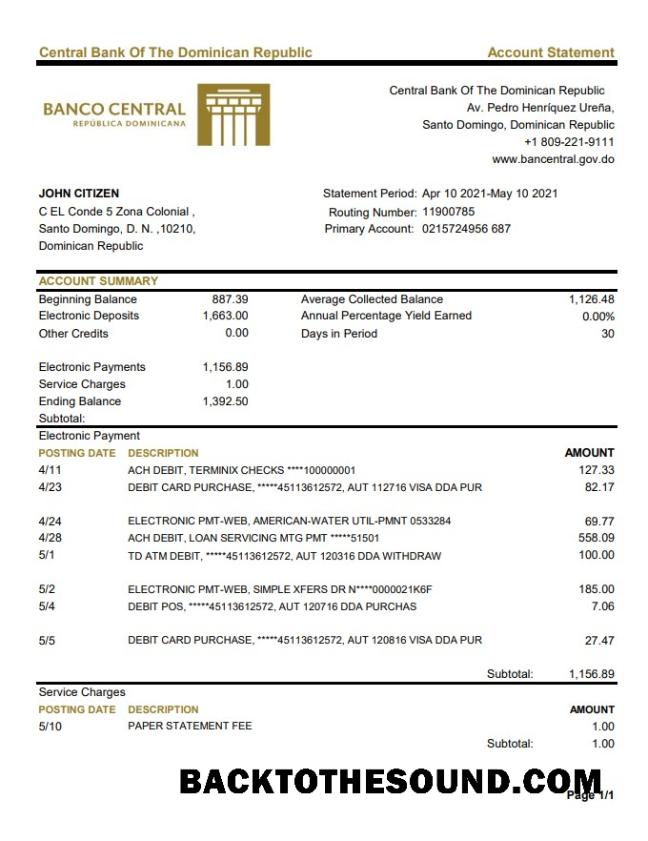 Central Bank Of The Dominican Republic Account Statement
BANCO CENTRAL
REPÚBLICA DOMINICANA
Central Bank Of The Dominican Republic
Av. Pedro Henríquez Ureña,
Santo Domingo, Dominican Republic
+1 809-221-9111
www.bancentral.gov.do
JOHN CITIZEN
C EL Conde 5 Zona Colonial ,
Santo Domingo, D. N. ,10210,
Dominican Republic
Statement Period: Apr 10 2021-May 10 2021
Routing Number: 11900785
Primary Account: 0215724956 687
ACCOUNT SUMMARY
Beginning Balance 887.39 Average Collected Balance 1,126.48
Electronic Deposits 1,663.00 Annual Percentage Yield Earned 0.00%
Other Credits 0.00 Days in Period 30
Electronic Payments 1,156.89
Service Charges 1.00
Ending Balance 1,392.50
Subtotal:
Electronic Payment
POSTING DATE DESCRIPTION AMOUNT
4/11 ACH DEBIT, TERMINIX CHECKS ****100000001 127.33
4/23 DEBIT CARD PURCHASE, *****45113612572, AUT 112716 VISA DDA PUR 82.17
4/24 ELECTRONIC PMT-WEB, AMERICAN-WATER UTIL-PMNT 0533284 69.77
4/28 ACH DEBIT, LOAN SERVICING MTG PMT *****51501 558.09
5/1 TD ATM DEBIT, *****45113612572, AUT 120316 DDA WITHDRAW 100.00
5/2 ELECTRONIC PMT-WEB, SIMPLE XFERS DR N****0000021K6F 185.00
5/4 DEBIT POS, *****45113612572, AUT 120716 DDA PURCHAS 7.06
5/5 DEBIT CARD PURCHASE, *****45113612572, AUT 120816 VISA DDA PUR 27.47
Subtotal: 1,156.89
Service Charges
POSTING DATE DESCRIPTION AMOUNT
5/10 PAPER STATEMENT FEE 1.00
Subtotal: 1.00
BACKTOTHESOUND.COM
Page 1/1